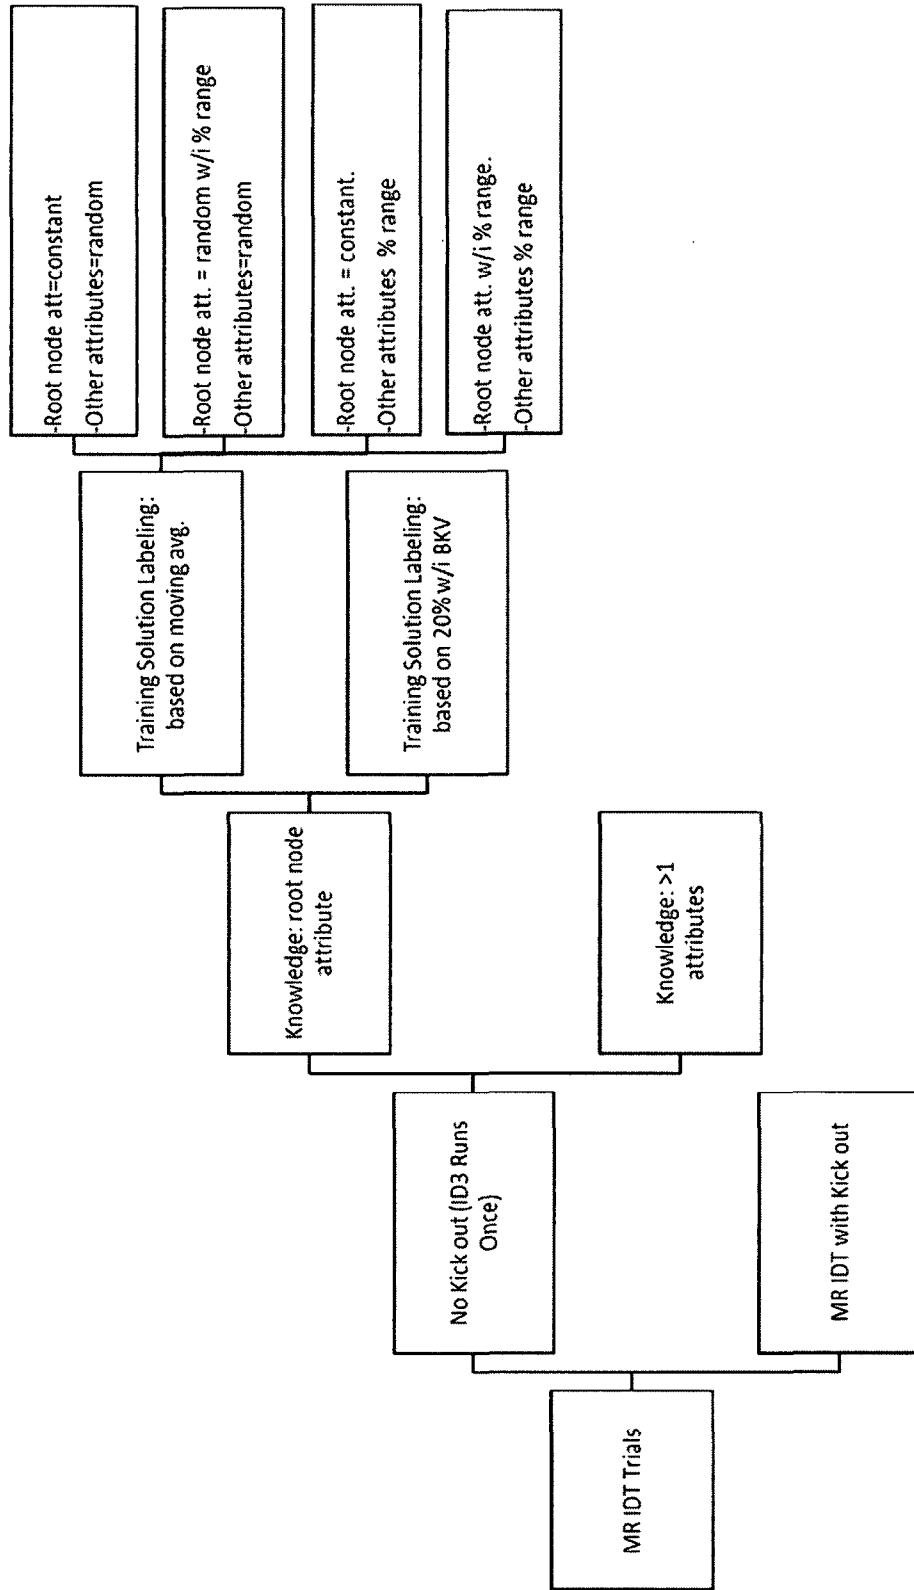 MR IDT Trials
No Kick out (ID3 Runs
Once)
MR IDT with Kick out
Knowledge: root node
attribute
Knowledge: >1
attributes
Training Solution Labeling:
based on moving avg.
Training Solution Labeling:
based on 20% w/i BKV
-Root node att=constant
-Other attributes=random
-Root node att. = random w/i % range
-Other attributes=random
-Root node att. = constant.
-Other attributes % range
-Root node att. w/i % range.
-Other attributes % range